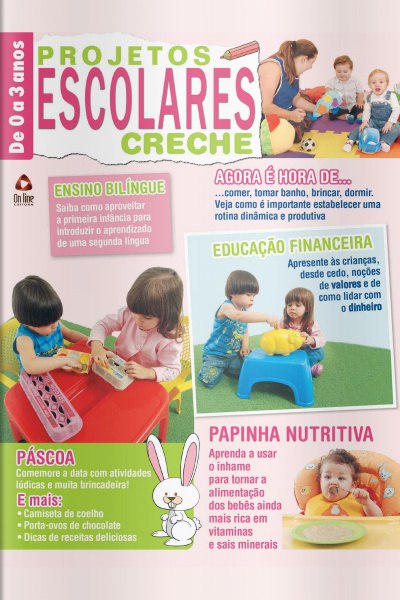 De 0 a 3 anos
PROJETOS
ESCOLARES
CRECHE
On line
EDITORA
ENSINO BILÍNGUE
Saiba como aproveitar
a primeira infância para
introduzir o aprendizado
de uma segunda língua
AGORA É HORA DE...
...comer, tomar banho, brincar, dormir.
Veja como é importante estabelecer uma
rotina dinâmica e produtiva
EDUCAÇÃO FINANCEIRA
Apresente às crianças,
desde cedo, noções
de valores e de
como lidar com
o dinheiro
PÁSCOA
Comemore a data com atividades
lúdicas e muita brincadeira!
E mais:
• Camiseta de coelho
• Porta-ovos de chocolate
• Dicas de receitas deliciosas
PAPINHA NUTRITIVA
Aprenda a usar
o inhame
para tornar a
alimentação
dos bebês ainda
mais rica em
vitaminas
e sais minerais